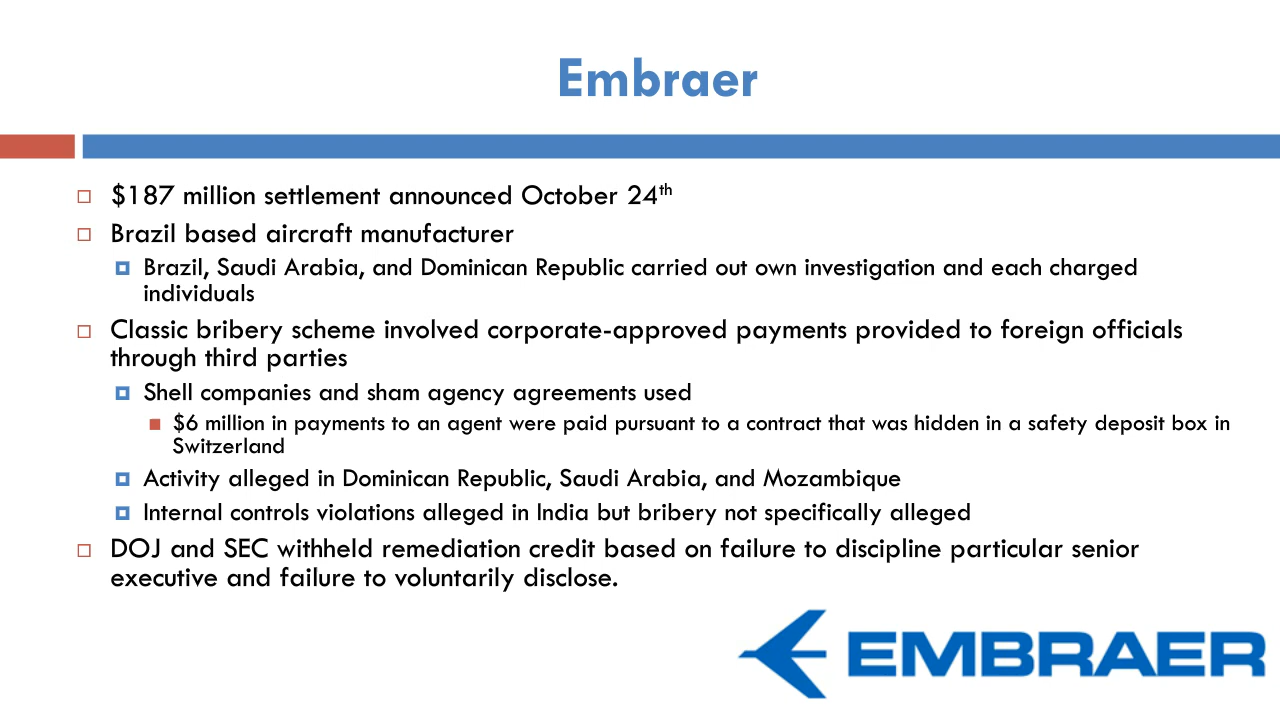 Embraer
$187 million settlement announced October 24th
Brazil based aircraft manufacturer
Brazil, Saudi Arabia, and Dominican Republic carried out own investigation and each charged
individuals
Classic bribery scheme involved corporate-approved payments provided to foreign officials
through third parties
Shell companies and sham agency agreements used
$6 million in payments to an agent were paid pursuant to a contract that was hidden in a safety deposit box in
Switzerland
Activity alleged in Dominican Republic, Saudi Arabia, and Mozambique
Internal controls violations alleged in India but bribery not specifically alleged
DOJ and SEC withheld remediation credit based on failure to discipline particular senior
executive and failure to voluntarily disclose.
EMBRAER